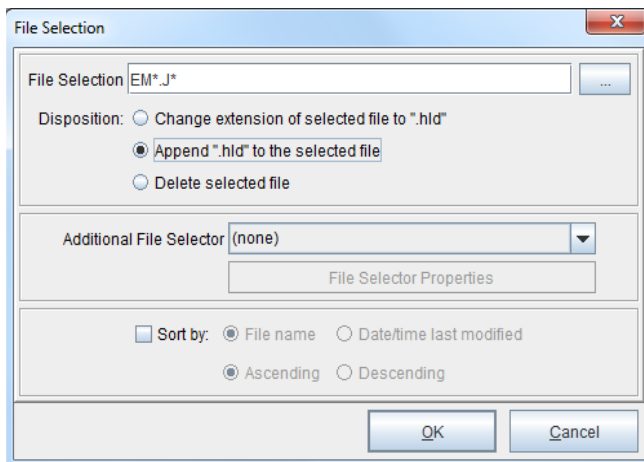 File Selection
File Selection EM*.J* ...
Disposition: Change extension of selected file to ".hld"
Append ".hld" to the selected file
Delete selected file
Additional File Selector (none)
File Selector Properties
Sort by: File name Date/time last modified
Ascending Descending
OK Cancel